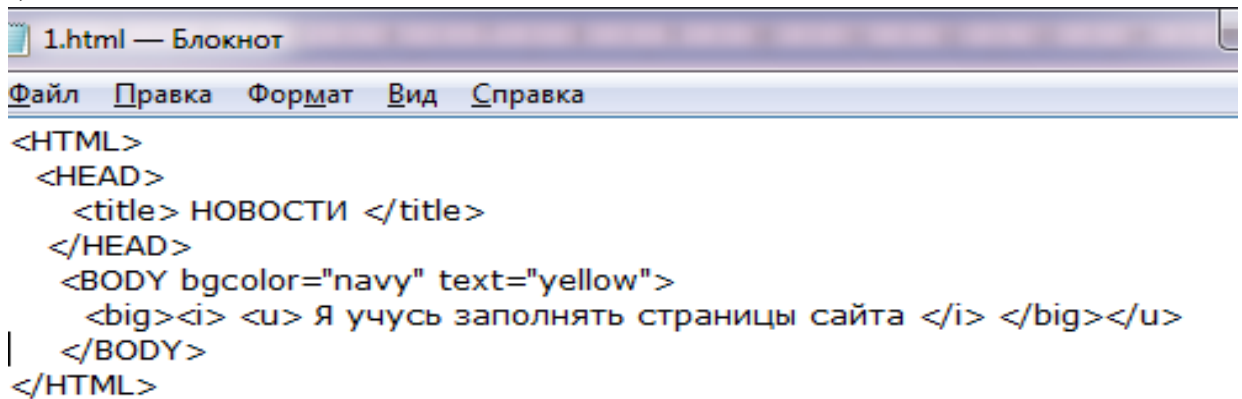 1.html — Блокнот
Файл Правка Формат Вид Справка
<HTML>
<HEAD>
<title> НОВОСТИ </title>
</HEAD>
<BODY bgcolor="navy" text="yellow">
<big><i> <u> Я учусь заполнять страницы сайта </i> </big></u>
</BODY>
</HTML>